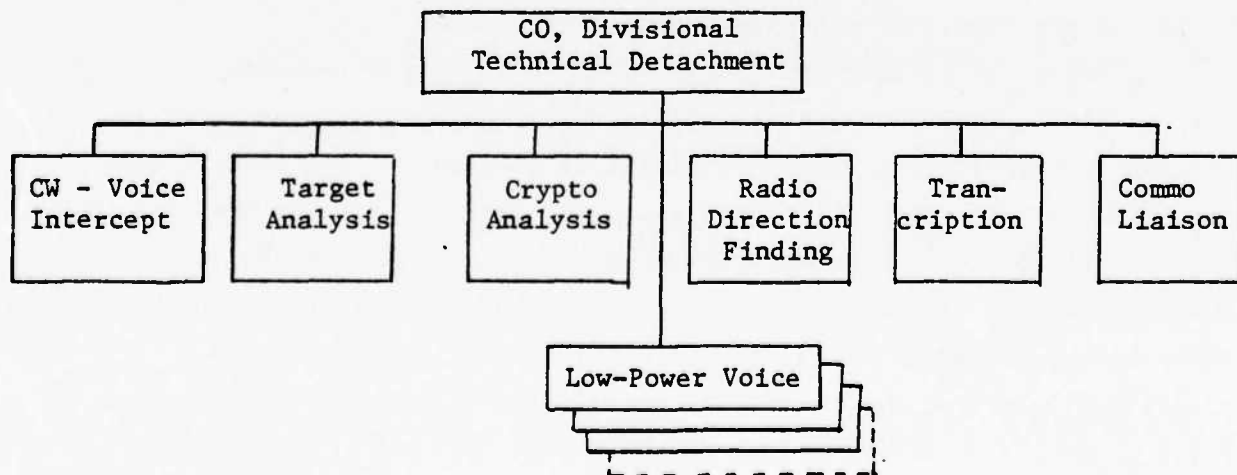 CO, Divisional
Technical Detachment
CW - Voice
Intercept
Target
Analysis
Crypto
Analysis
Radio
Direction
Finding
Tran-
cription
Commo
Liaison
Low-Power Voice